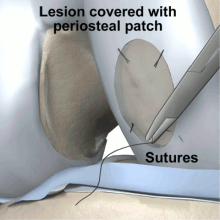 Lesion covered with
periosteal patch
Sutures